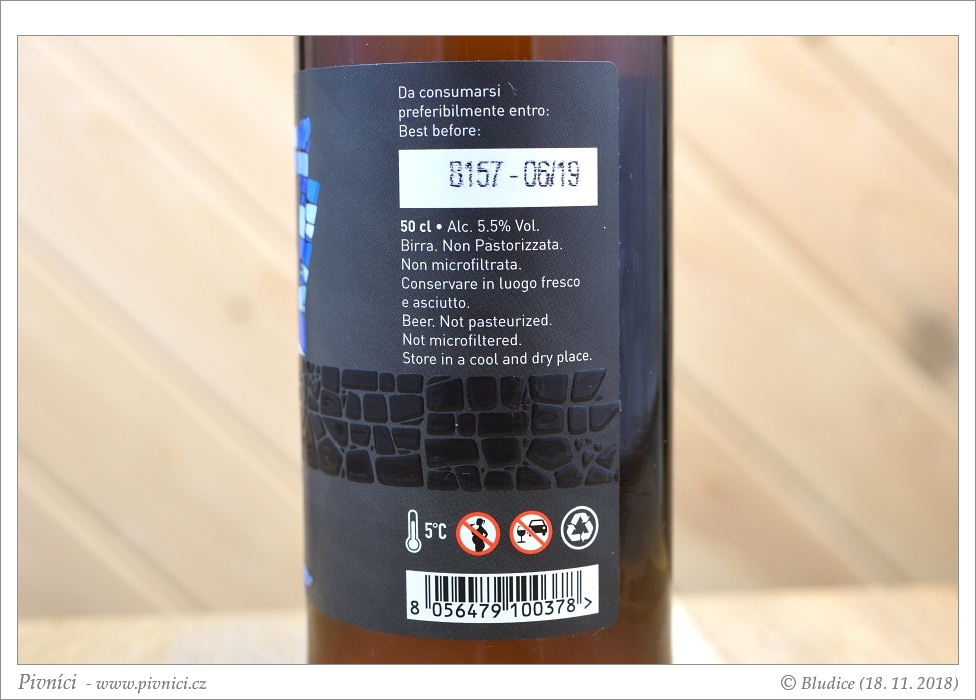 Da consumarsi
preferibilmente entro:
Best before:
8157 - 06/19
50 cl • Alc. 5.5% Vol.
Birra. Non Pastorizzata.
Non microfiltrata.
Conservare in luogo fresco
e asciutto.
Beer. Not pasteurized.
Not microfiltered.
Store in a cool and dry place.
5°C
8 056479 100378 >
Pivníci - www.pivnici.cz
© Bludice (18. 11. 2018)